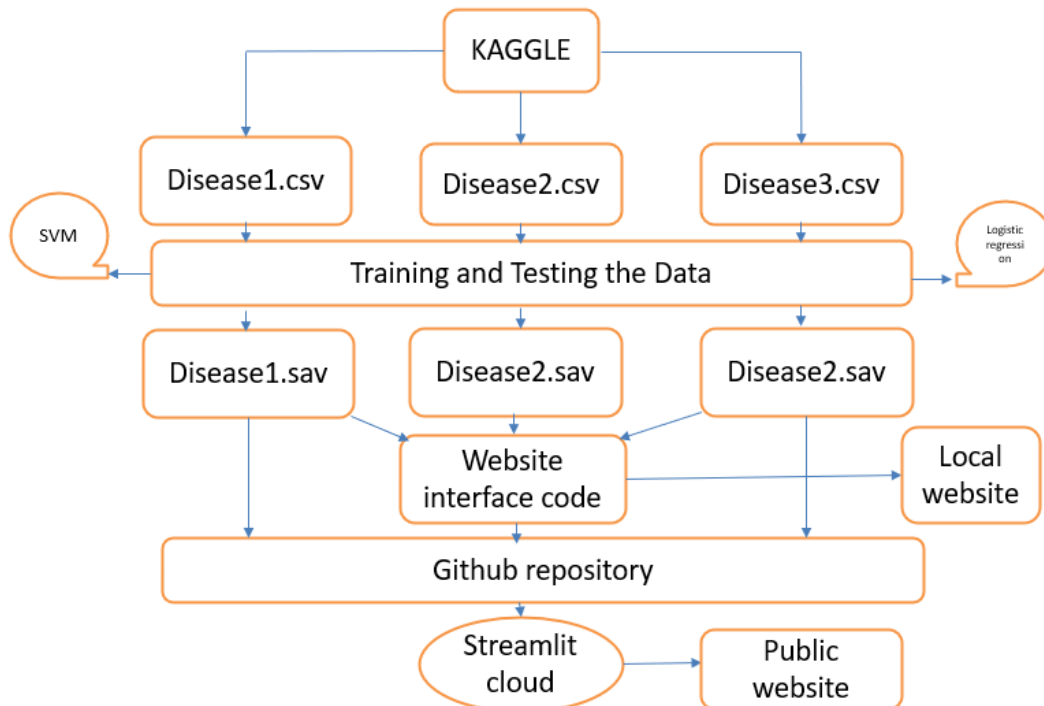 KAGGLE
Disease1.csv
Disease2.csv
Disease3.csv
SVM
Logistic
regressi
on
Training and Testing the Data
Disease1.sav
Disease2.sav
Disease2.sav
Website
interface code
Local
website
Github repository
Streamlit
cloud
Public
website